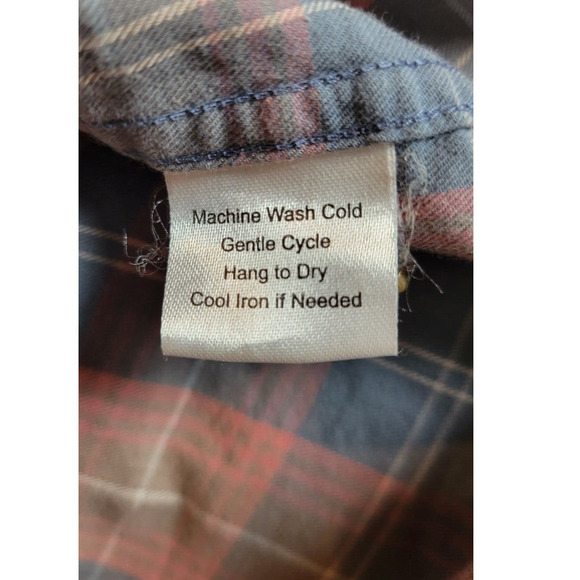 Machine Wash Cold
Gentle Cycle
Hang to Dry
Cool Iron if Needed